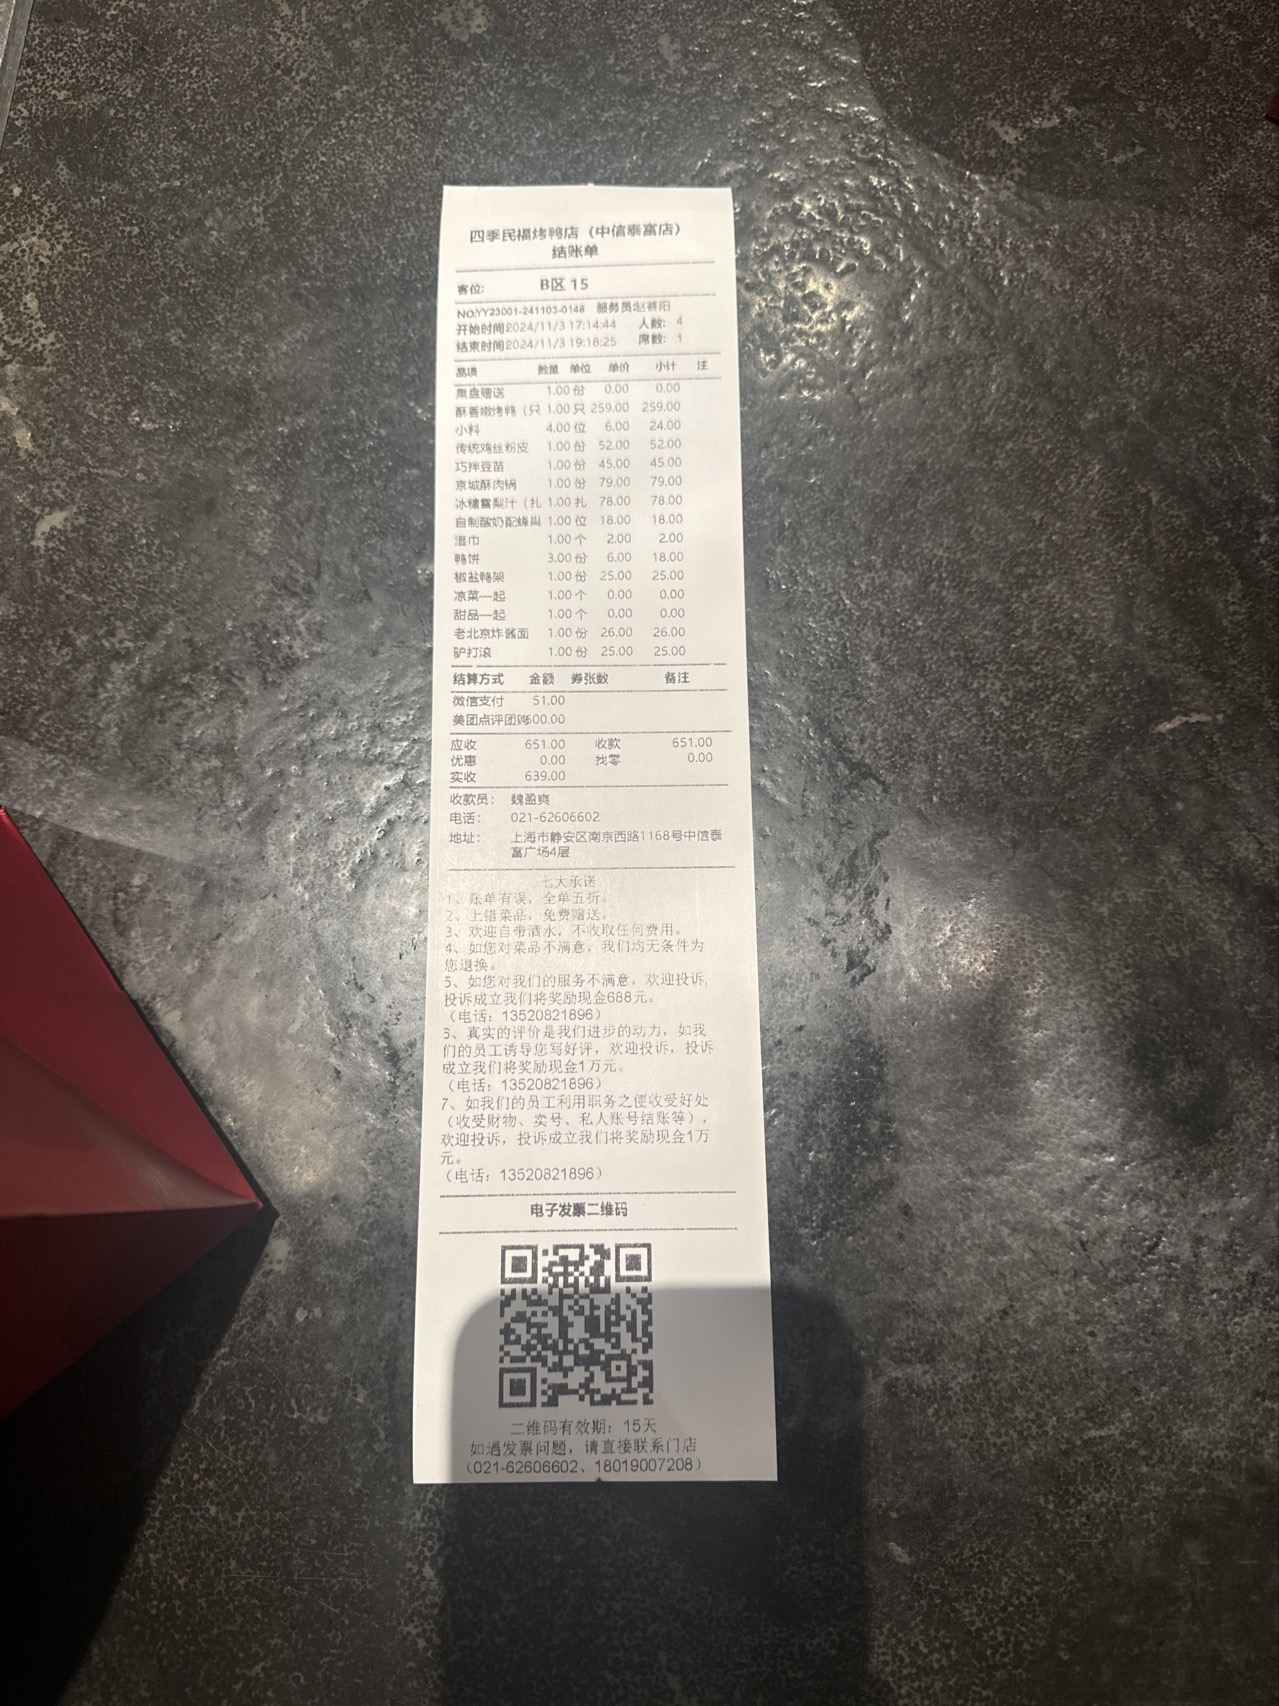 四季民福烤鸭店（中信泰富店）
结账单
客位: B区 15
NO:YY23001-241103-0148 服务员:赵
开始时间2024/11/3 17:14:44 人数: 4
结束时间2024/11/3 19:18:25 席数: 1
品项 数量 单位 单价 小计 注
果盘赠送 1.00 份 0.00 0.00
酥香嫩烤鸭（只 1.00 只 259.00 259.00
小料 4.00 位 6.00 24.00
传统鸡丝粉皮 1.00 份 52.00 52.00
巧拌豆苗 1.00 份 45.00 45.00
京城酥肉锅 1.00 份 79.00 79.00
冰糖雪梨汁（扎 1.00 扎 78.00 78.00
自制酸奶配蜂巢 1.00 位 18.00 18.00
湿巾 1.00 个 2.00 2.00
鸭饼 3.00 份 6.00 18.00
椒盐鸭架 1.00 份 25.00 25.00
凉菜一起 1.00 个 0.00 0.00
甜品一起 1.00 个 0.00 0.00
老北京炸酱面 1.00 份 26.00 26.00
驴打滚 1.00 份 25.00 25.00
结算方式 金额 券张数 备注
微信支付 51.00
美团点评团购600.00
应收 651.00 收款 651.00
优惠 0.00 找零 0.00
实收 639.00
收款员: 魏盈爽
电话: 021-62606602
地址: 上海市静安区南京西路1168号中信泰
富广场4层
七大承诺
1、账单有误，全单五折。
2、上错菜品，免费赠送。
3、欢迎自带酒水，不收取任何费用。
4、如您对菜品不满意，我们均无条件为
您退换。
5、如您对我们的服务不满意，欢迎投诉，
投诉成立我们将奖励现金688元。
（电话：13520821896）
6、真实的评价是我们进步的动力，如我
们的员工诱导您写好评，欢迎投诉，投诉
成立我们将奖励现金1万元。
（电话：13520821896）
7、如我们的员工利用职务之便收受好处
（收受财物、卖号、私人账号结账等），
欢迎投诉，投诉成立我们将奖励现金1万
元。
（电话：13520821896）
电子发票二维码
二维码有效期：15天
如遇发票问题，请直接联系门店
（021-62606602、18019007208）